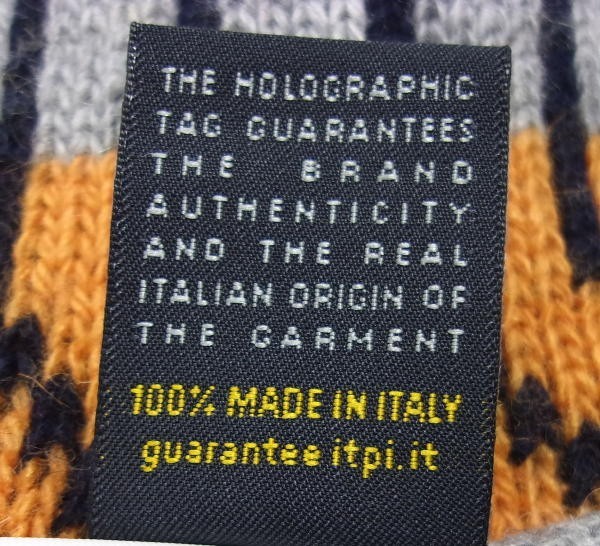 THE HOLOGRAPHIC
TAG GUARANTEES
THE BRAND
AUTHENTICITY
AND THE REAL
ITALIAN ORIGIN OF
THE GARMENT
100% MADE IN ITALY
guarantee itpi.it